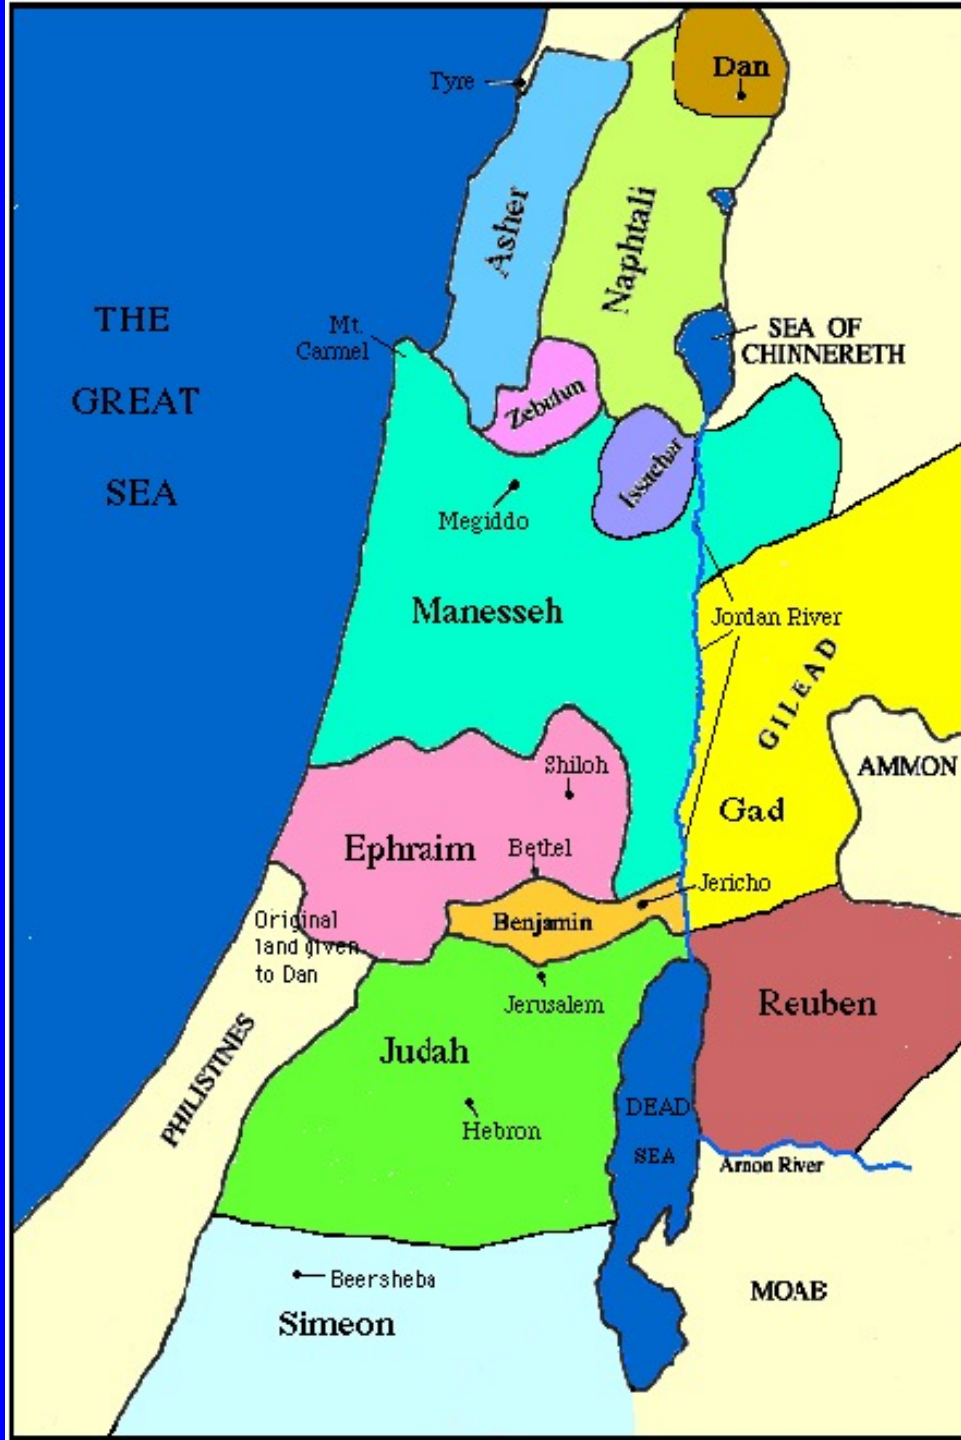 Dan
Tyre
Asher
Naphtali
THE
GREAT
SEA
Mt.
Carmel
SEA OF
CHINNERETH
Zebulun
Issachar
Megiddo
Manesseh
Jordan River
GILEAD
Shiloh
AMMON
Gad
Ephraim
Bethel
Jericho
Original
land given
to Dan
Benjamin
Jerusalem
Reuben
Judah
PHILISTINES
Hebron
DEAD
SEA
Arnon River
Beersheba
MOAB
Simeon